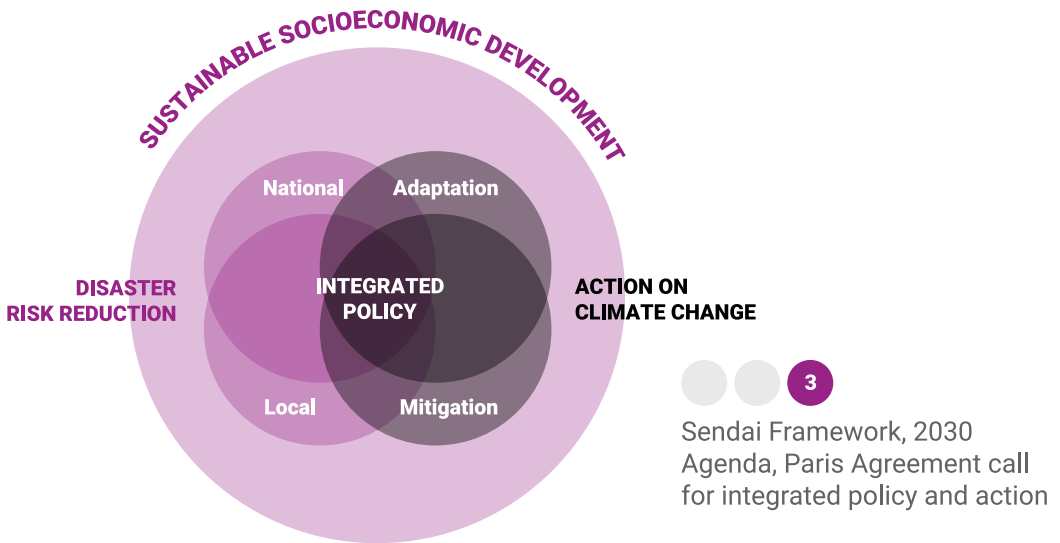 SUSTAINABLE SOCIOECONOMIC DEVELOPMENT
National
Adaptation
DISASTER
RISK REDUCTION
INTEGRATED
POLICY
ACTION ON
CLIMATE CHANGE
Local
Mitigation
3
Sendai Framework, 2030
Agenda, Paris Agreement call
for integrated policy and action